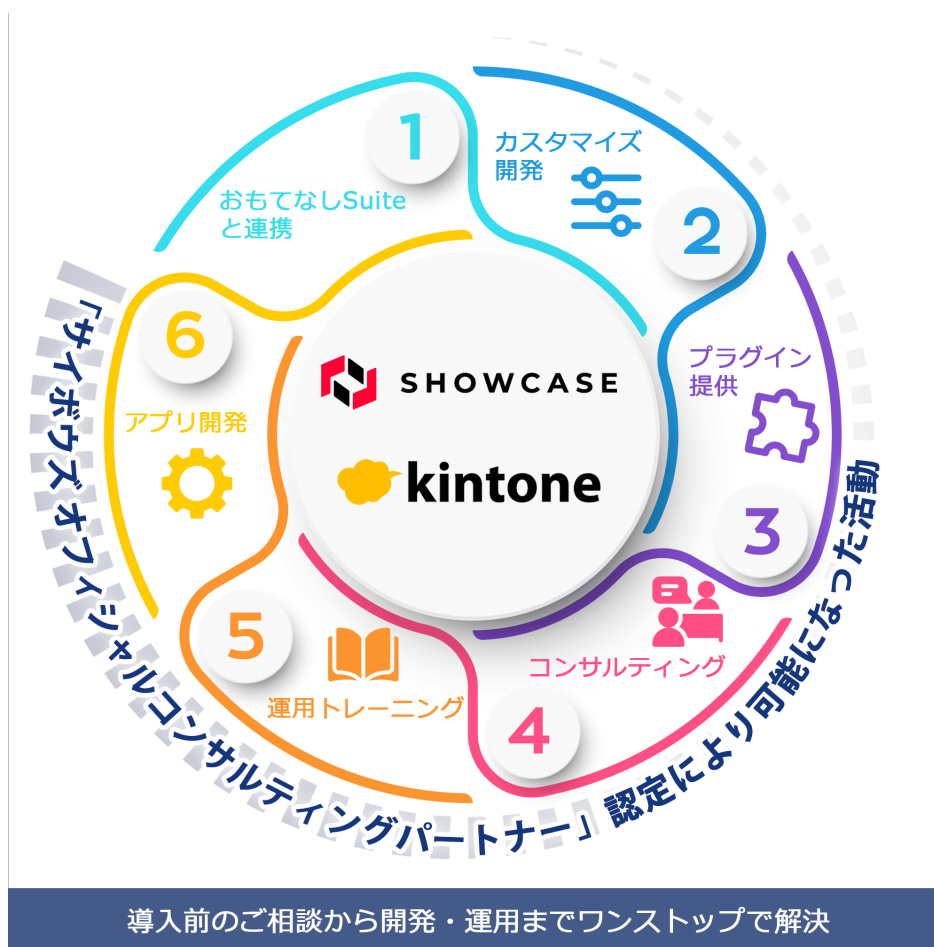 1
おもてなしSuite
と連携
カスタマイズ
開発
2
プラグイン
提供
3
コンサルティング
4
5
運用トレーニング
6
アプリ開発
SHOWCASE
kintone
「サイボウズ オフィシャルコンサルティングパートナー」認定により可能になった活動
導入前のご相談から開発・運用までワンストップで解決